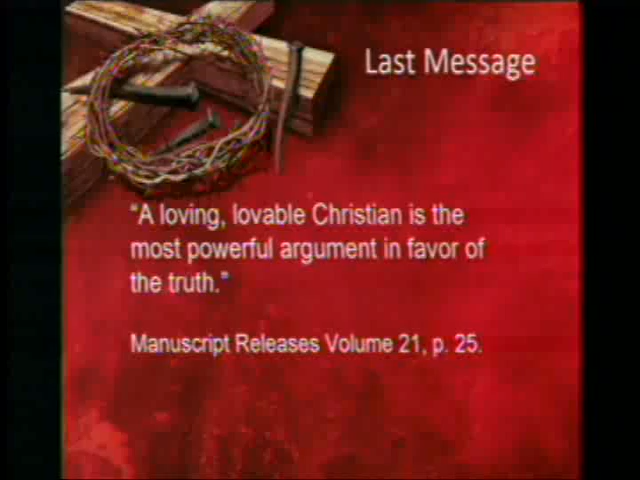 Last Message
“A loving, lovable Christian is the
most powerful argument in favor of
the truth.”
Manuscript Releases Volume 21, p. 25.